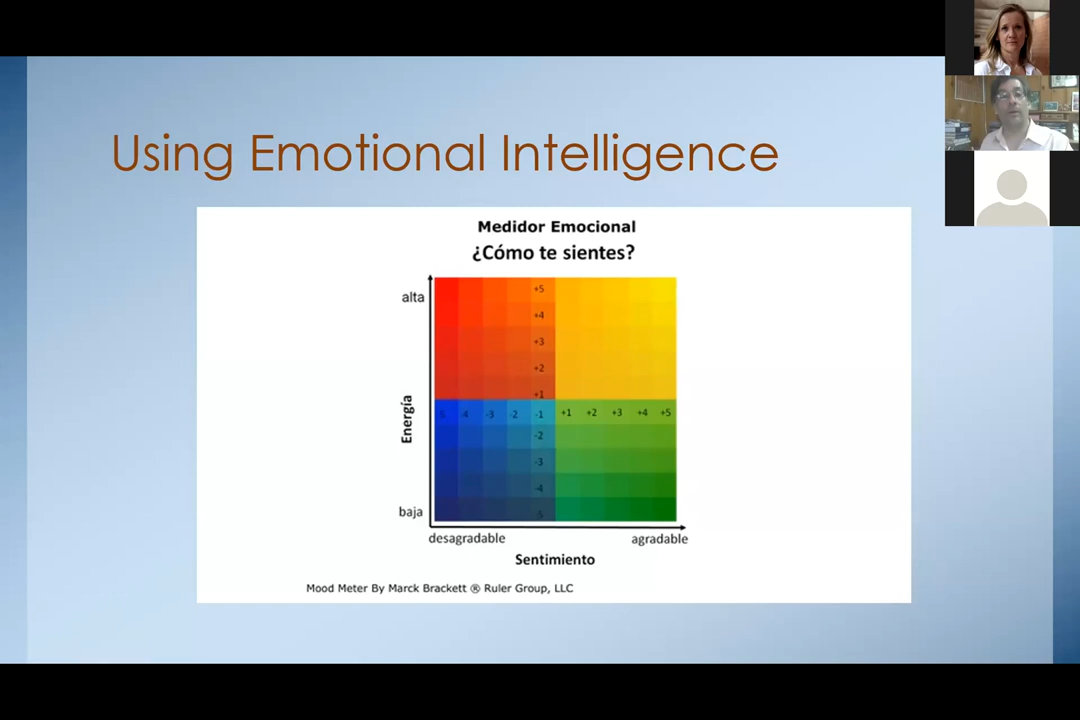 Using Emotional Intelligence
Medidor Emocional
¿Cómo te sientes?
alta
+5
+4
+3
+2
+1
-4 -3 -2 -1 +1 +2 +3 +4 +5
-2
-3
-4
-5
Energía
baja
desagradable agradable
Sentimiento
Mood Meter By Marck Brackett ® Ruler Group, LLC